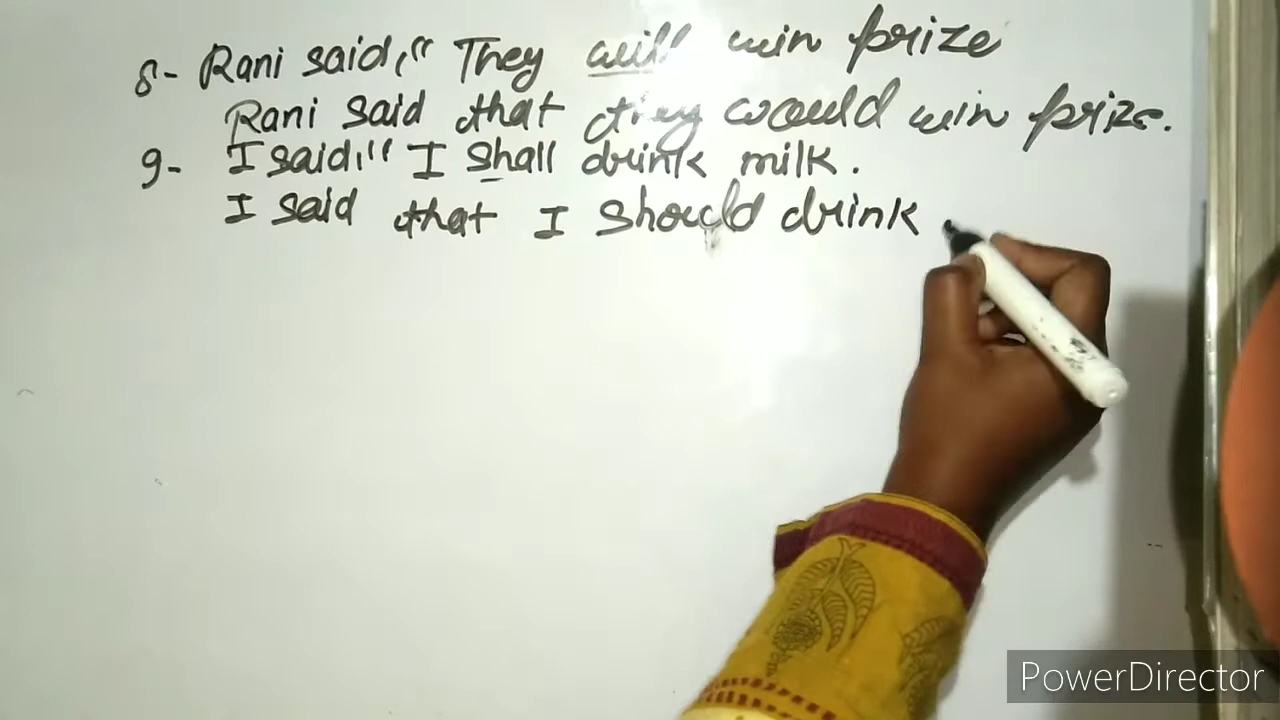 8- Rani said," They will win prize
Rani said that they would win prize.
9- I said," I shall drink milk.
I said that I should drink
PowerDirector